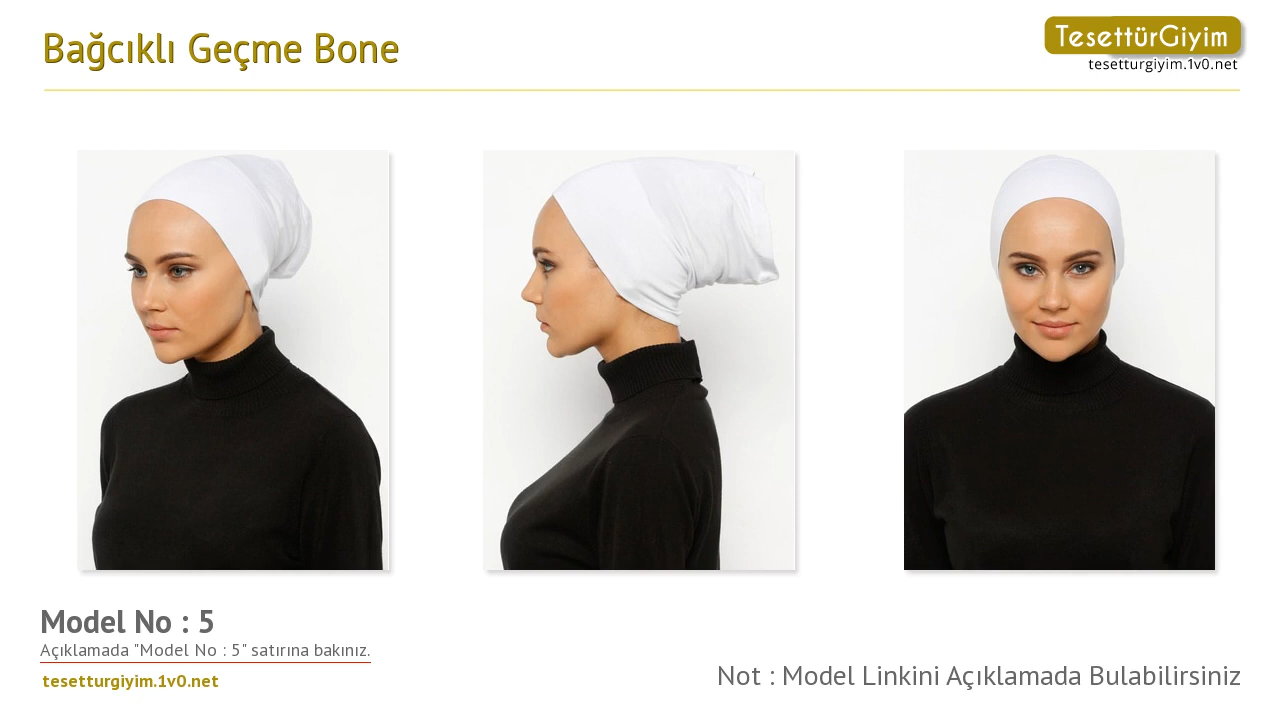 Bağcıklı Geçme Bone
TesettürGiyim
tesetturgiyim.1v0.net
Model No : 5
Açıklamada "Model No : 5" satırına bakınız.
tesetturgiyim.1v0.net
Not : Model Linkini Açıklamada Bulabilirsiniz